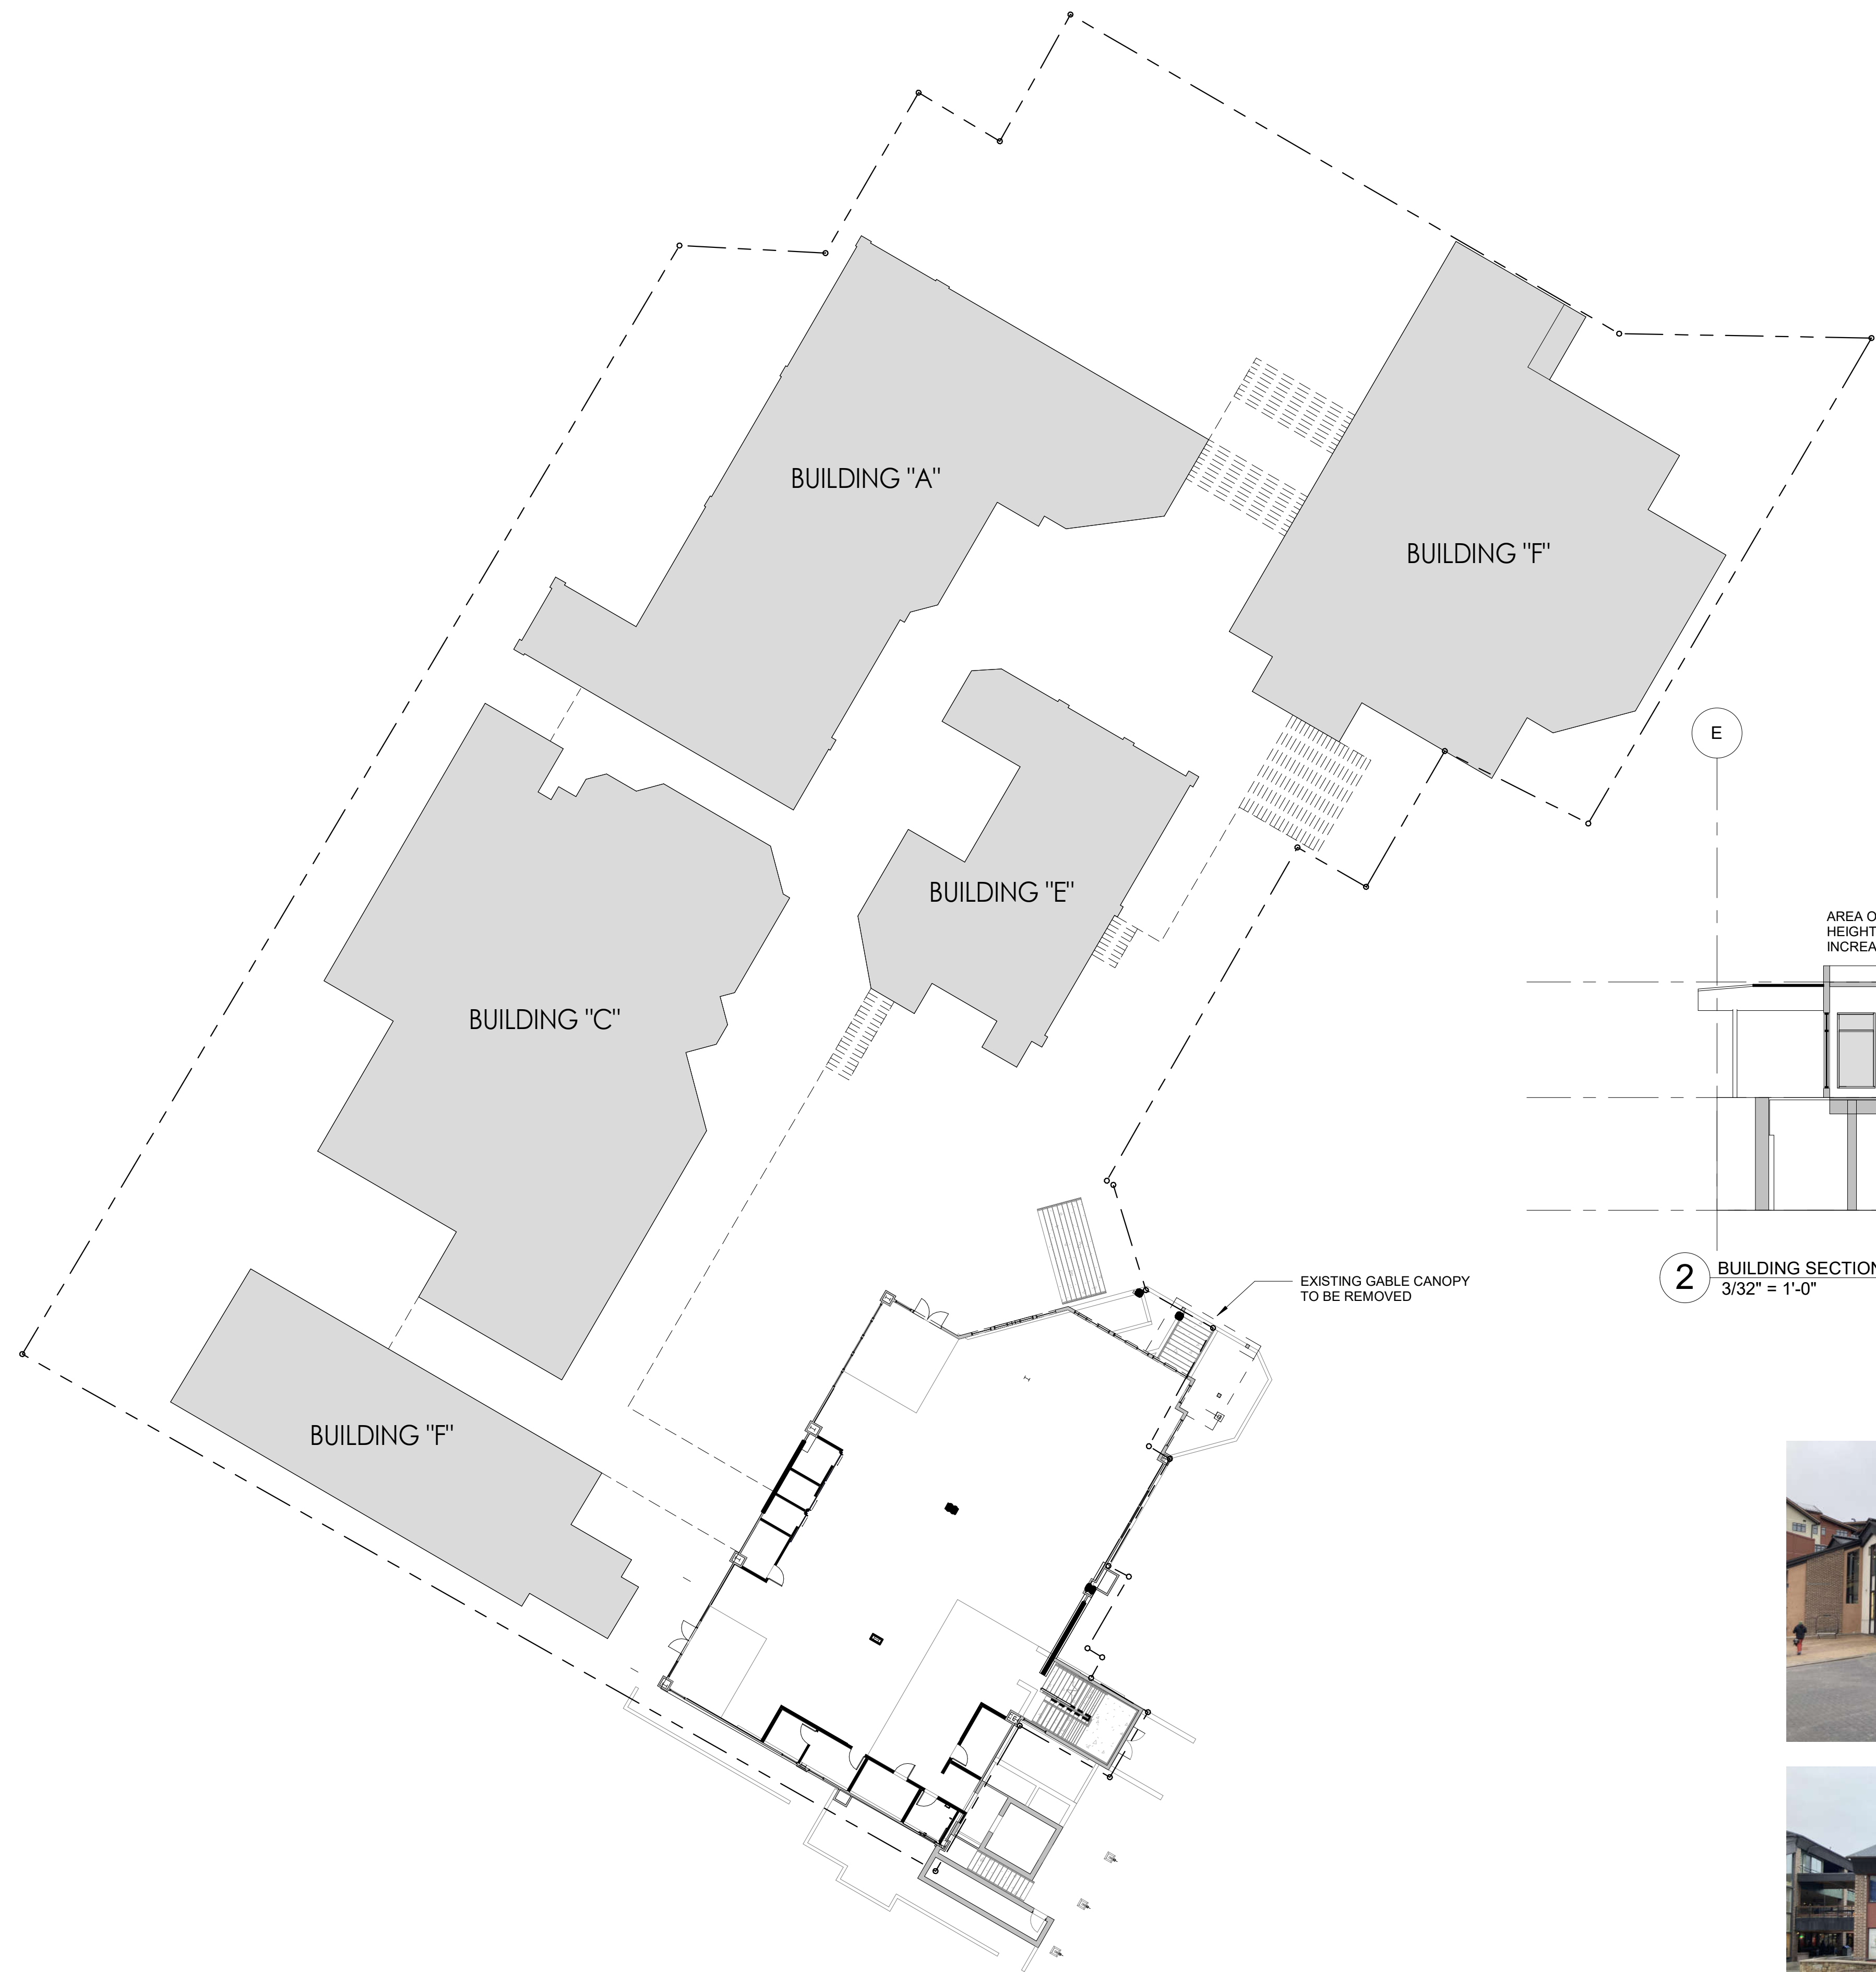 BUILDING "A"
BUILDING "F"
E
BUILDING "E"
AREA O
HEIGHT
INCREA
BUILDING "C"
EXISTING GABLE CANOPY
TO BE REMOVED
2
BUILDING SECTION
3/32" = 1'-0"
BUILDING "F"